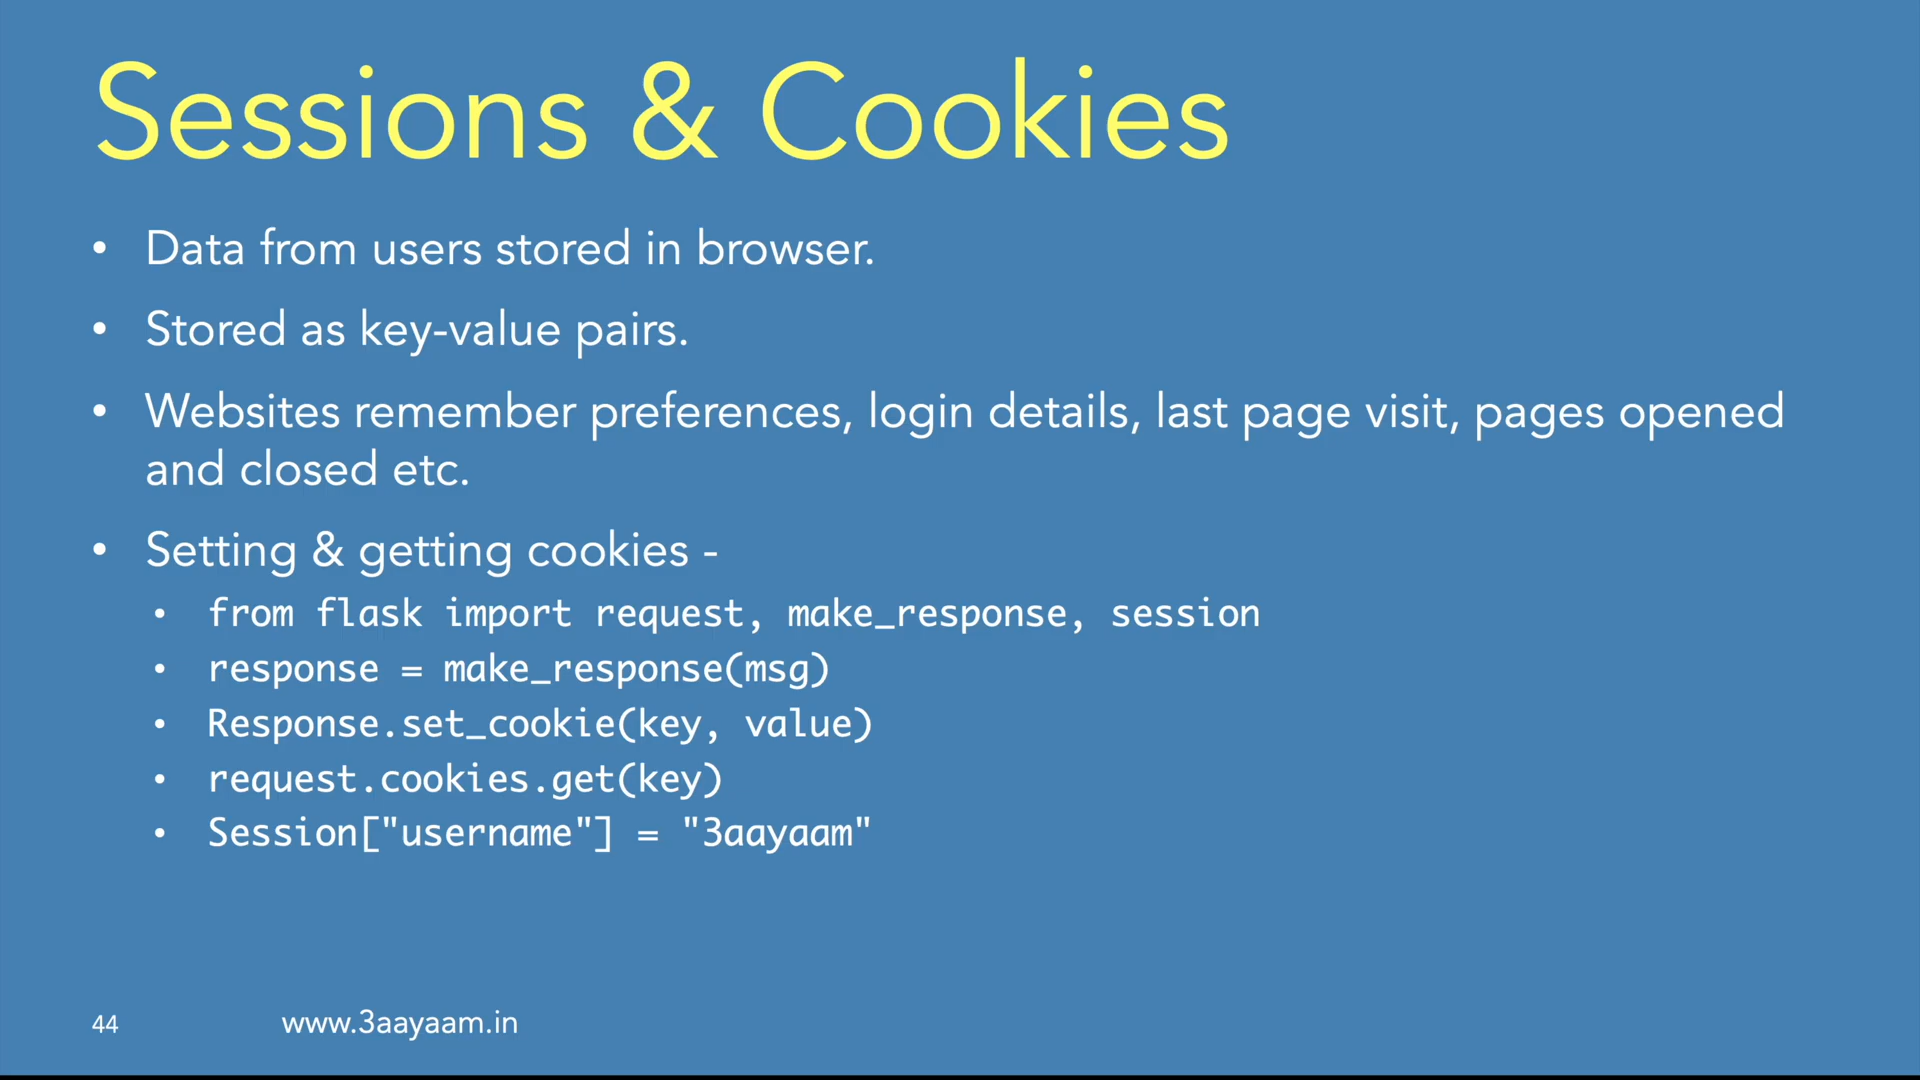 Sessions & Cookies
• Data from users stored in browser.
• Stored as key-value pairs.
• Websites remember preferences, login details, last page visit, pages opened
and closed etc.
• Setting & getting cookies -
• from flask import request, make_response, session
• response = make_response(msg)
• Response.set_cookie(key, value)
• request.cookies.get(key)
• Session["username"] = "3aayaam"
44 www.3aayaam.in